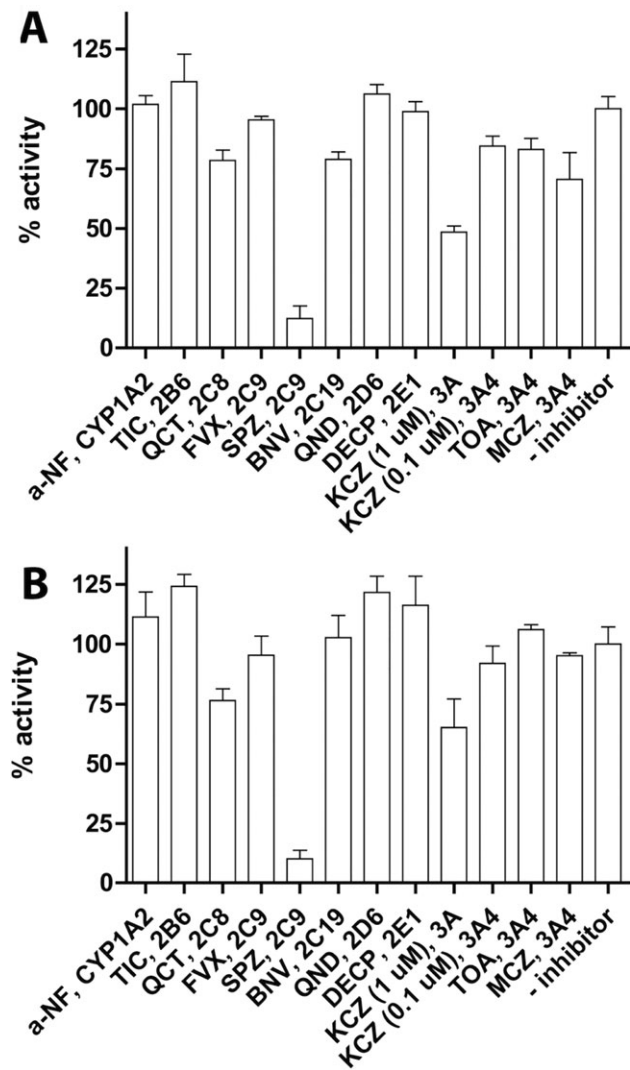 A
% activity
125
100
75
50
25
0
a-NF, CYP1A2
TIC, 2B6
QCT, 2C8
FVX, 2C9
SPZ, 2C9
BNV, 2C19
QND, 2D6
DECP, 2E1
KCZ (1 uM), 3A
KCZ (0.1 uM), 3A4
TOA, 3A4
MCZ, 3A4
- inhibitor
B
% activity
125
100
75
50
25
0
a-NF, CYP1A2
TIC, 2B6
QCT, 2C8
FVX, 2C9
SPZ, 2C9
BNV, 2C19
QND, 2D6
DECP, 2E1
KCZ (1 uM), 3A
KCZ (0.1 uM), 3A4
TOA, 3A4
MCZ, 3A4
- inhibitor